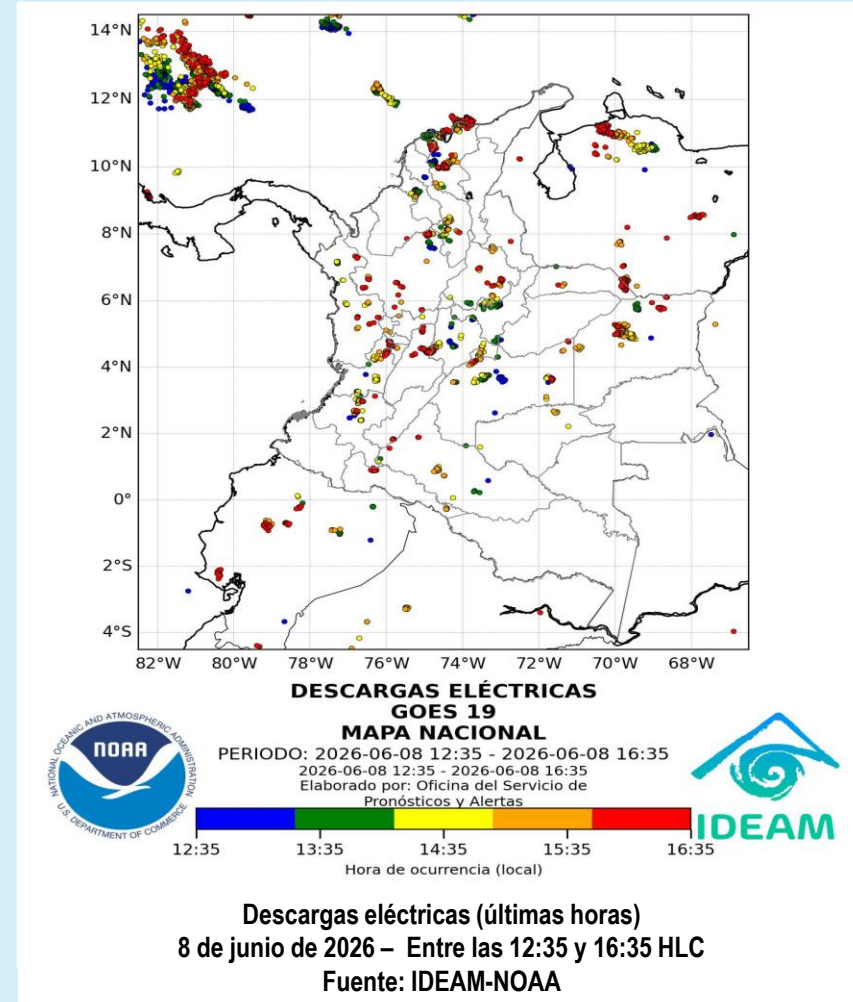 14°N
12°N
10°N
8°N
6°N
4°N
2°N
0°
2°S
4°S
82°W 80°W 78°W 76°W 74°W 72°W 70°W 68°W
DESCARGAS ELÉCTRICAS
GOES 19
MAPA NACIONAL
PERIODO: 2026-06-08 12:35 - 2026-06-08 16:35
2026-06-08 12:35 - 2026-06-08 16:35
Elaborado por: Oficina del Servicio de
Pronósticos y Alertas
NATIONAL OCEANIC AND ATMOSPHERIC ADMINISTRATION
NOAA
U.S. DEPARTMENT OF COMMERCE
IDEAM
12:35 13:35 14:35 15:35 16:35
Hora de ocurrencia (local)
Descargas eléctricas (últimas horas)
8 de junio de 2026 – Entre las 12:35 y 16:35 HLC
Fuente: IDEAM-NOAA